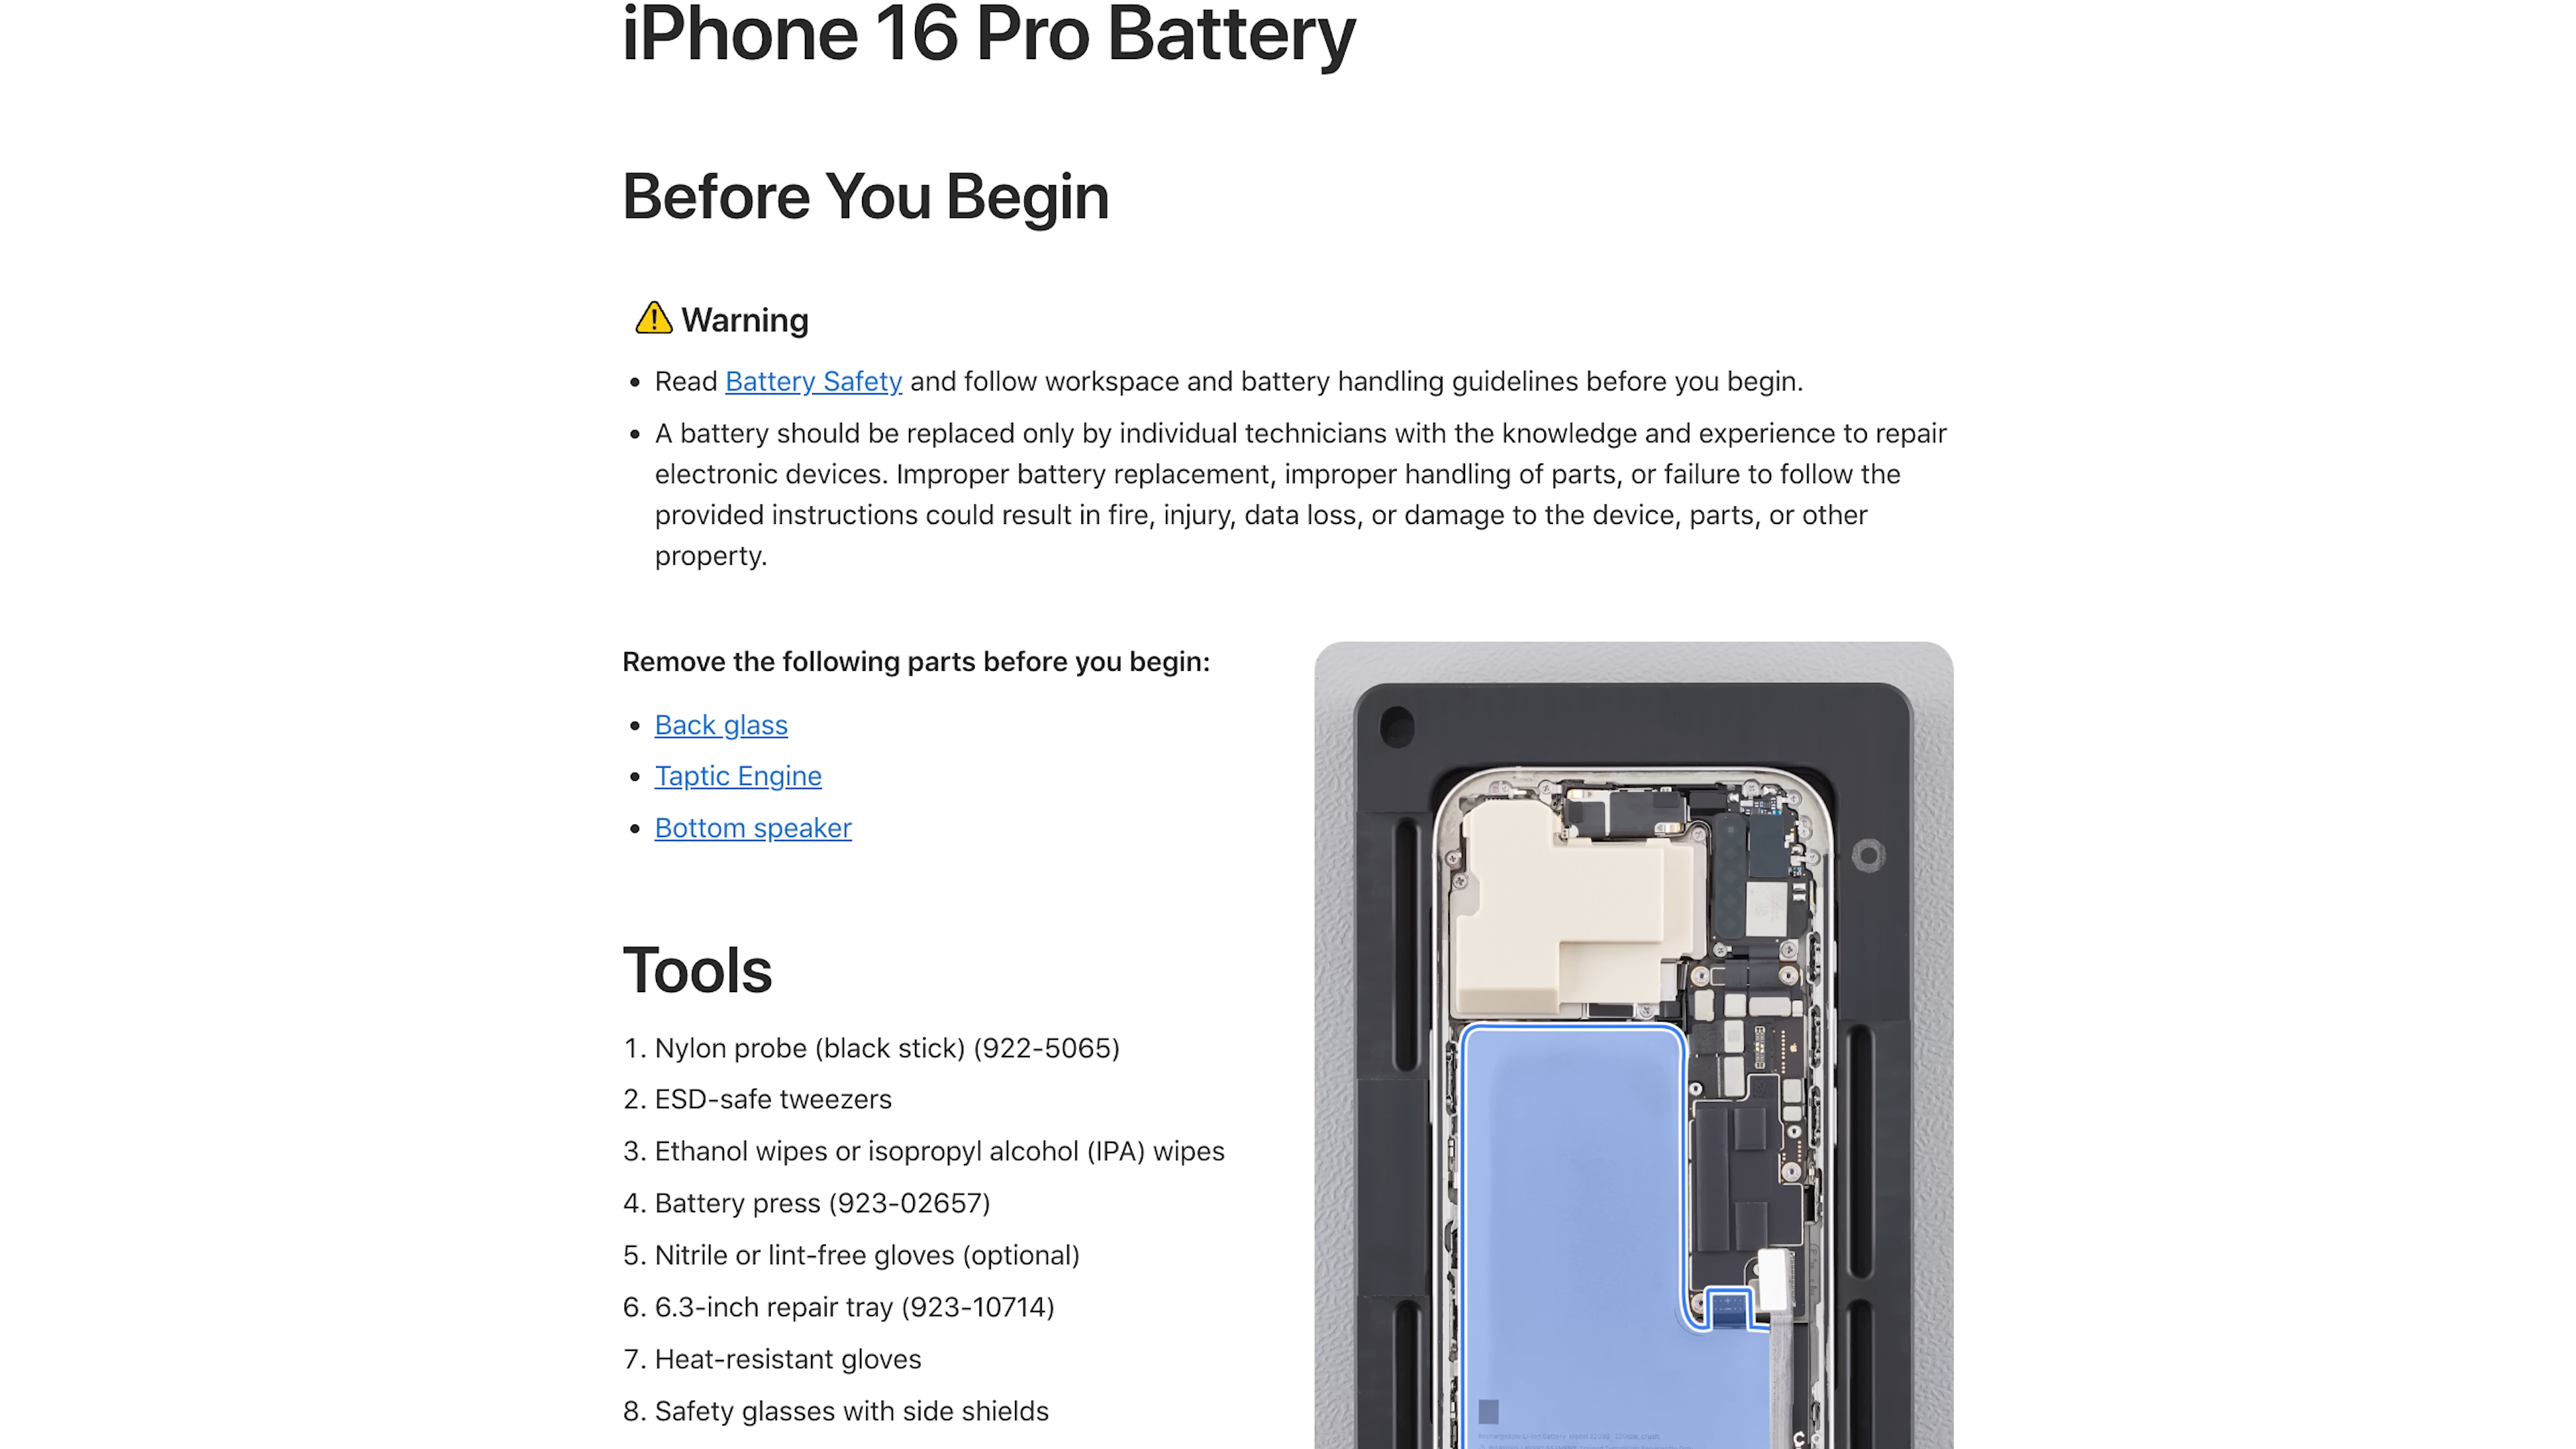 iPhone 16 Pro Battery
Before You Begin
Warning
Read Battery Safety and follow workspace and battery handling guidelines before you begin.
A battery should be replaced only by individual technicians with the knowledge and experience to repair
electronic devices. Improper battery replacement, improper handling of parts, or failure to follow the
provided instructions could result in fire, injury, data loss, or damage to the device, parts, or other
property.
Remove the following parts before you begin:
Back glass
Taptic Engine
Bottom speaker
Tools
1. Nylon probe (black stick) (922-5065)
2. ESD-safe tweezers
3. Ethanol wipes or isopropyl alcohol (IPA) wipes
4. Battery press (923-02657)
5. Nitrile or lint-free gloves (optional)
6. 6.3-inch repair tray (923-10714)
7. Heat-resistant gloves
8. Safety glasses with side shields